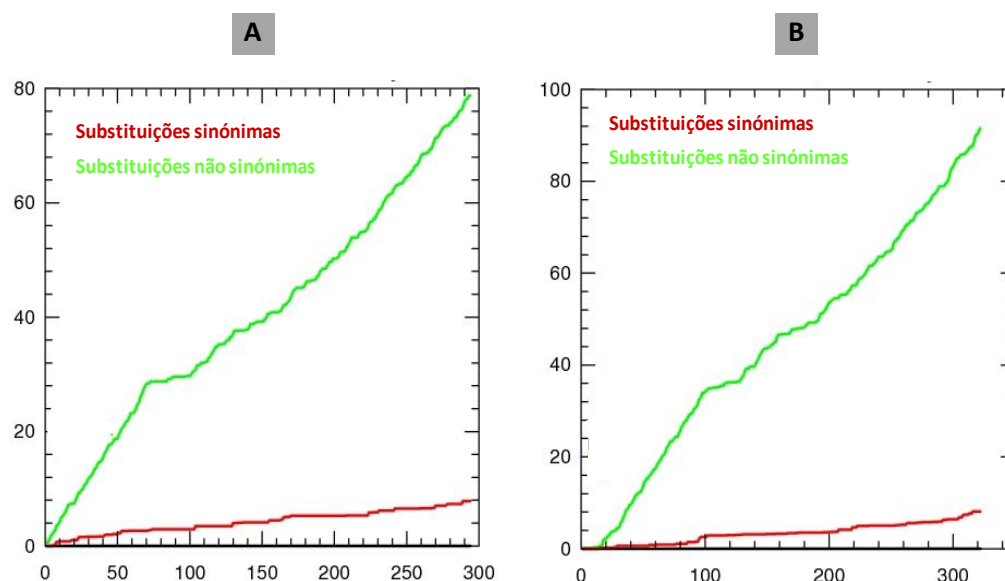 A
B
80
60
40
20
0
0 50 100 150 200 250 300
Substituições sinónimas
Substituições não sinónimas
100
80
60
40
20
0
0 100 200 300
Substituições sinónimas
Substituições não sinónimas